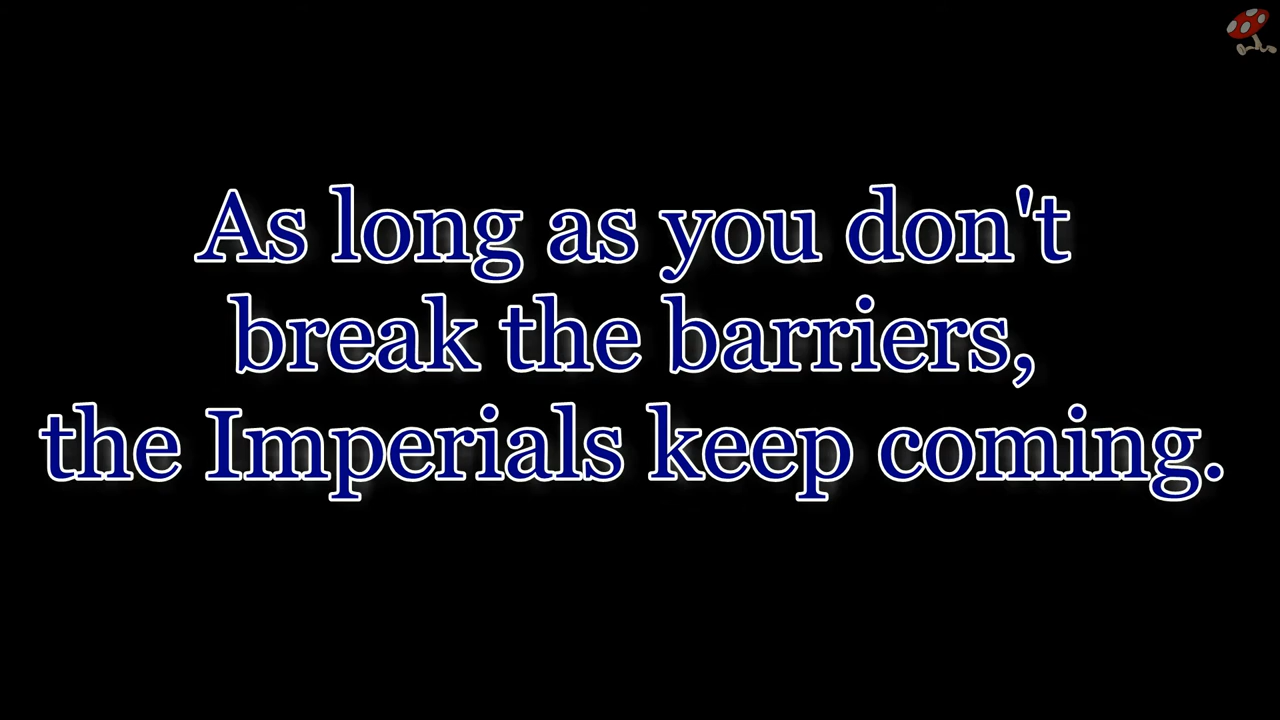 As long as you don't
break the barriers,
the Imperials keep coming.